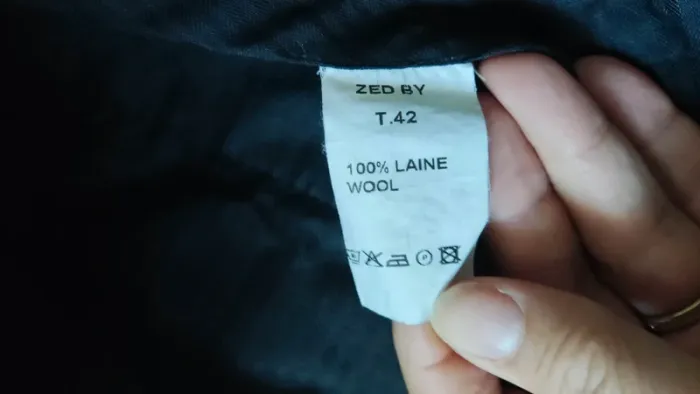 ZED BY
T.42
100% LAINE
WOOL